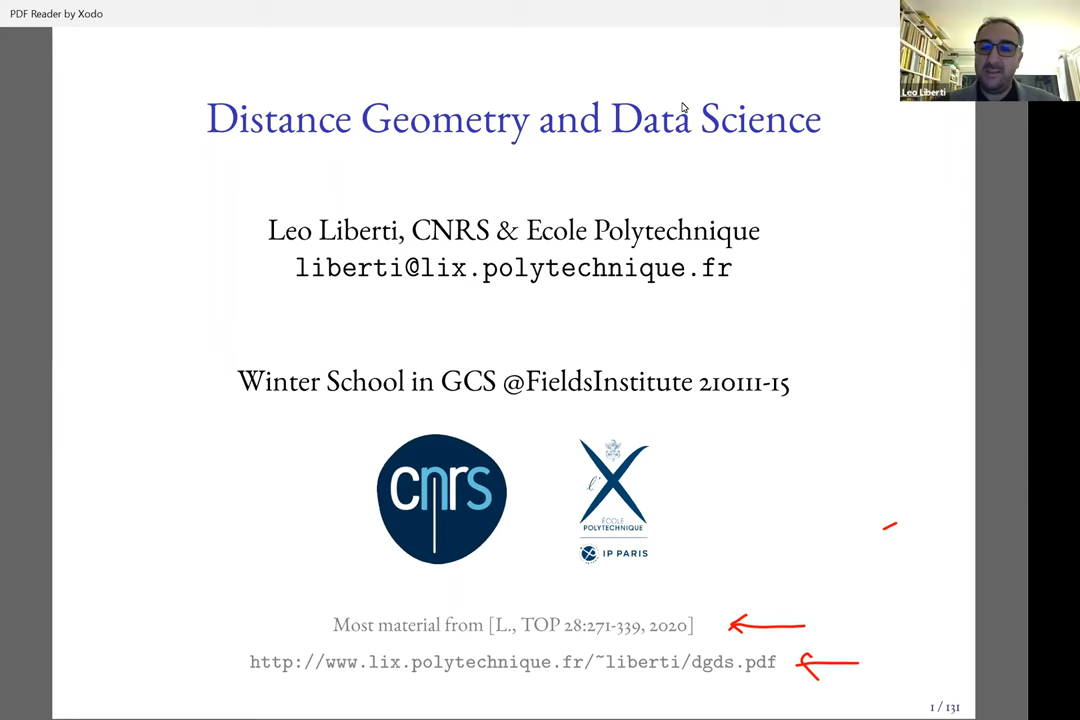 PDF Reader by Xodo
Leo Liberti
Distance Geometry and Data Science
Leo Liberti, CNRS & Ecole Polytechnique
liberti@lix.polytechnique.fr
Winter School in GCS @FieldsInstitute 210111-15
cnrs
l'X
ÉCOLE
POLYTECHNIQUE
IP PARIS
Most material from [L., TOP 28:271-339, 2020]
http://www.lix.polytechnique.fr/~liberti/dgds.pdf
1 / 131